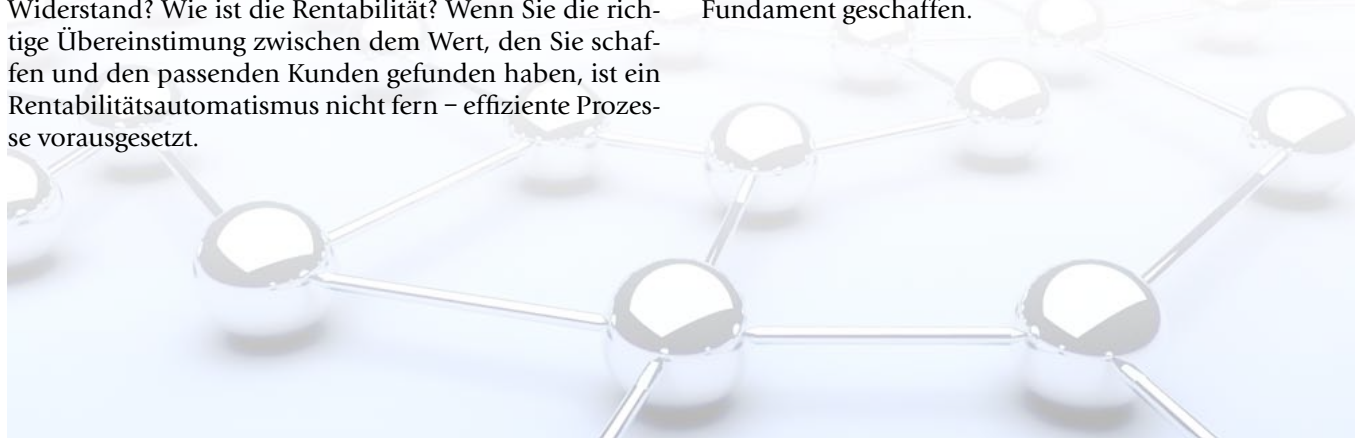 Widerstand? Wie ist die Rentabilität? Wenn Sie die rich-
tige Übereinstimung zwischen dem Wert, den Sie schaf-
fen und den passenden Kunden gefunden haben, ist ein
Rentabilitätsautomatismus nicht fern – effiziente Prozes-
se vorausgesetzt.
Fundament geschaffen.